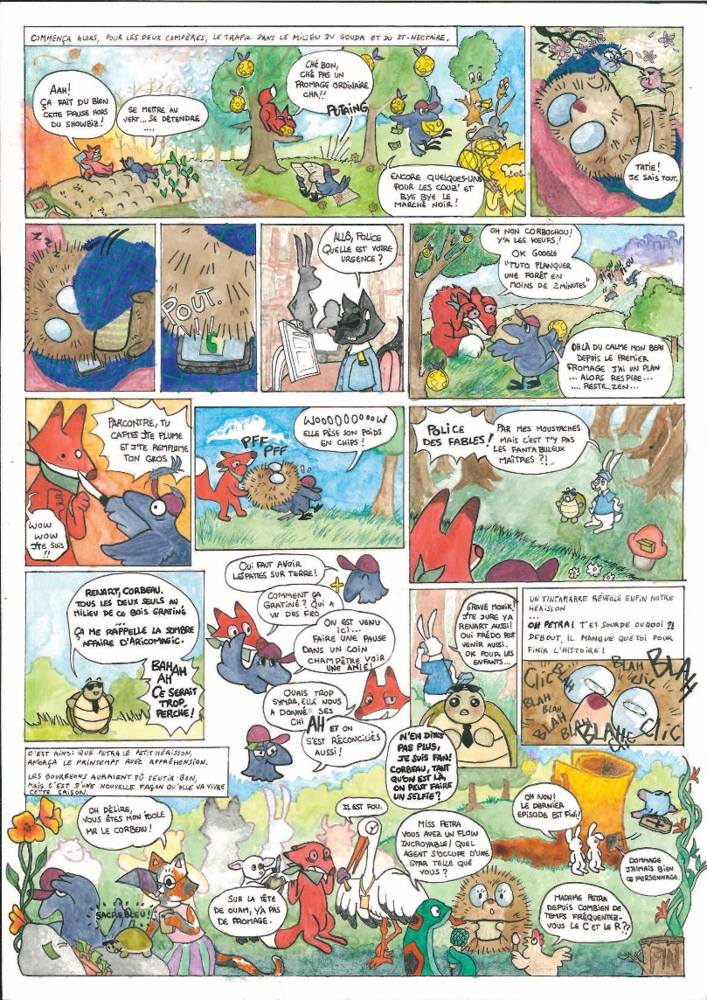 COMMENÇA ALORS, POUR LES DEUX COMPÈRES, LE TRAFIC DANS LE MILIEU DU GOUDA ET DU ST-NECTAIRE.
AAH!
ÇA FAIT DU BIEN
CETTE PAUSE HORS
DU SHOWBIZ!
SE METTRE AU
VERT... SE DÉTENDRE
....
CHÉ BON,
CHÉ PAS UN
FROMAGE ORDINAIRE
CHA!!
PUTAING
ENCORE QUELQUES-UNS
POUR LES COUZ' ET
BYE BYE LE
MARCHÉ NOIR!
TATIE!
JE SAIS TOUT.
Z Z Z
POUT.
ALLÔ, POLICE
QUELLE EST VOTRE
URGENCE?
OH NON CORBOCHOU!
Y'A LES KEUFS!
OK GOOGLE
"TUTO PLANQUER
UNE FORÊT EN
MOINS DE 2 MINUTES"
OHLÀ DU CALME MON BEAU
DEPUIS LE PREMIER
FROMAGE J'AI UN PLAN
... ALORS RESPIRE...
.... RESTE... ZEN...
PARCONTRE, TU
CAFTES J'TE PLUME
ET J'TE REMPLUME
TON GROS
WOW
WOW
J'TE SUIS
!!
PFF
PFF
WOOOOOOOOOW
ELLE PÈSE SON POIDS
EN CHIPS!
POLICE
DES FABLES!
PAR MES MOUSTACHES
MAIS C'EST T'Y PAS
LES FANTABULEUX
MAÎTRES?!
RENART, CORBEAU.
TOUS LES DEUX SEULS AU
MILIEU DE CE BOIS GRATINÉ
...
ÇA ME RAPPELLE LA SOMBRE
AFFAIRE D'ARICOMAGIC.
BAHAH
AH
CE SERAIT
TROP
PERCHÉ!
OUI FAUT AVOIR
LES PATTES SUR TERRE!
COMMENT ÇA
GRATINÉ? QUI A
VU DES FRO
ON EST VENU
ICI...
FAIRE UNE PAUSE
DANS UN COIN
CHAMPÊTRE VOIR
UNE AMIE!
OUAIS TROP
SYMPA, ELLE NOUS
A DONNÉ SES
CHI
AH ET ON
S'EST RÉCONCILIÉS
AUSSI!
GRAVE MONIK,
J'TE JURE YA
RENART AUSSI!
OUI FRÉDO PEUT
VENIR AUSSI.
OK POUR LES
ENFANTS...
N'EN DITES
PAS PLUS,
JE SUIS FAN!
CORBEAU, TANT
QU'ON EST LÀ,
ON PEUT FAIRE
UN SELFIE?
UN TINTAMARRE RÉVEILLE ENFIN NOTRE
HÉRISSON
...
OH PETRA! T'ES SOURDE OU QUOI?!
DEBOUT, IL MANQUE QUE TOI POUR
FINIR L'HISTOIRE!
CLIC
BLAH
BLAH
CLIC
BLAH
BLAH
BLAH
BLAH
BLAH
BLAHE
CLIC
CLIC
C'EST AINSI QUE PETRA LE PETIT HÉRISSON,
AMORÇA LE PRINTEMPS AVEC APPRÉHENSION.
LES BOURGEONS AURAIENT DÛ SENTIR BON,
MAIS C'EST D'UNE NOUVELLE FAÇON QU'ELLE VA VIVRE
CETTE SAISON.
OH DÉLIRE,
VOUS ÊTES MON IDOLE
MR LE CORBEAU!
SACREBLEU!
SUR LA TÊTE
DE OUAM, Y'A PAS
DE FROMAGE.
IL EST FOU.
MISS PETRA
VOUS AVEZ UN FLOW
INCROYABLE! QUEL
AGENT S'OCCUPE D'UNE
STAR TELLE QUE
VOUS?
OH NON!
LE DERNIER
ÉPISODE EST FINI!
DOMMAGE
J'AIMAIS BIEN
CE PERSONNAGE.
MADAME PETRA
DEPUIS COMBIEN DE
TEMPS FRÉQUENTEZ-
VOUS LE C ET LE R??
FIN